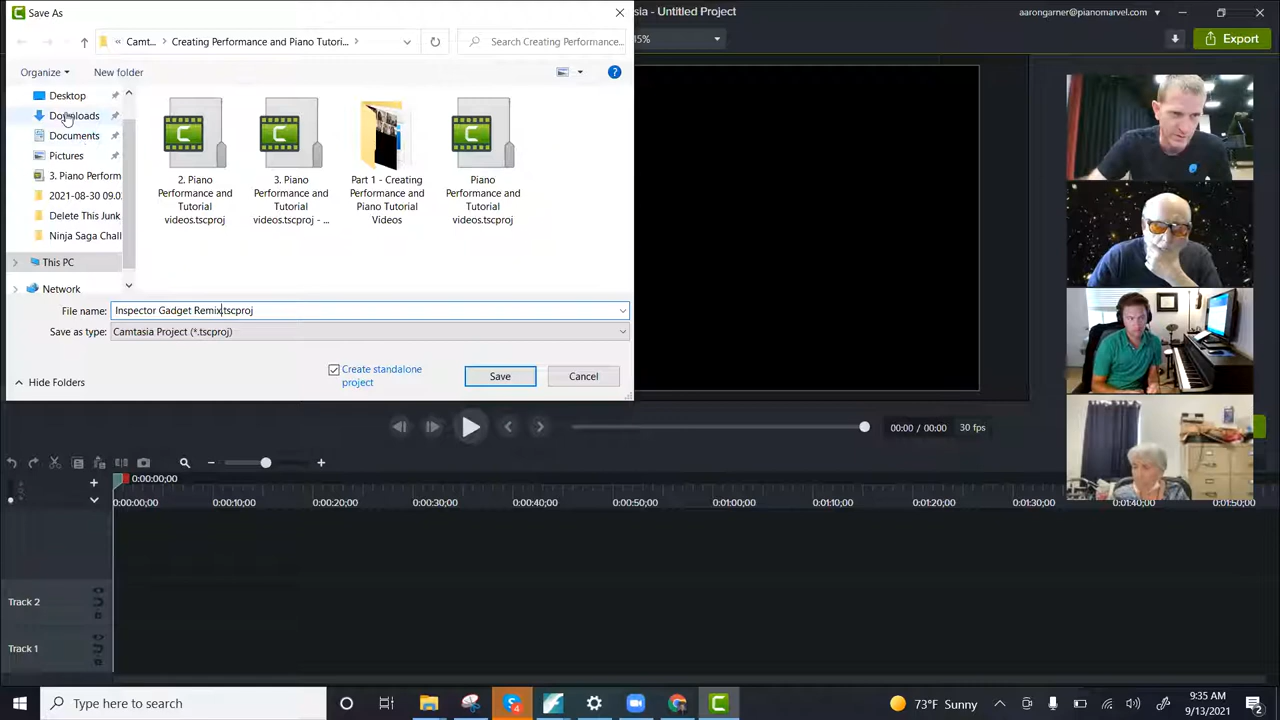 Save As
- Untitled Project
aarongarner@pianomarvel.com
« Camt... > Creating Performance and Piano Tutori...
Search Creating Performance...
Export
Organize
New folder
Desktop
Downloads
Documents
Pictures
3. Piano Perform
2021-08-30 09.0
Delete This Junk
Ninja Saga Chall
This PC
Network
2. Piano
Performance and
Tutorial
videos.tscproj
3. Piano
Performance and
Tutorial
videos.tscproj - ...
Part 1 - Creating
Performance and
Piano Tutorial
Videos
Piano
Performance and
Tutorial
videos.tscproj
File name: Inspector Gadget Remix.tscproj
Save as type: Camtasia Project (*.tscproj)
Create standalone
project
Save
Cancel
Hide Folders
00:00 / 00:00
30 fps
0:00:00;00
0:00:00;00
0:00:10;00
0:00:20;00
0:00:30;00
0:00:40;00
0:00:50;00
0:01:00;00
0:01:10;00
0:01:20;00
0:01:30;00
0:01:40;00
0:01:50;00
Track 2
Track 1
Type here to search
4
73°F Sunny
9:35 AM
9/13/2021
2